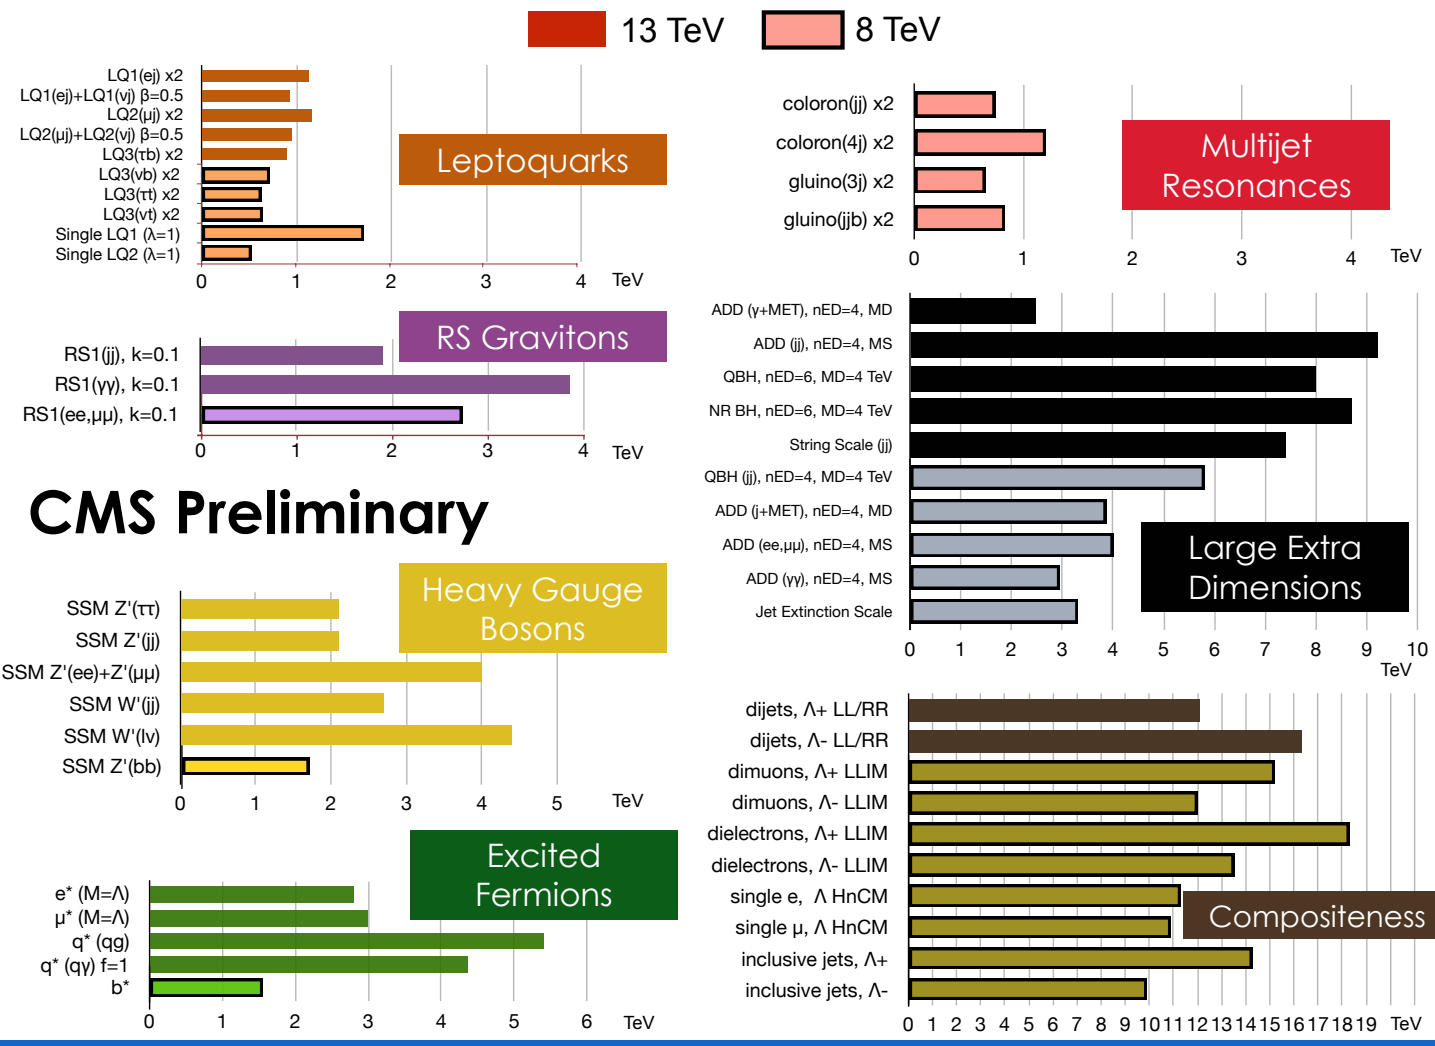 13 TeV
8 TeV
LQ1(ej) x2
LQ1(ej)+LQ1(νj) β=0.5
LQ2(μj) x2
LQ2(μj)+LQ2(νj) β=0.5
LQ3(τb) x2
LQ3(νb) x2
LQ3(ττ) x2
LQ3(νt) x2
Single LQ1 (λ=1)
Single LQ2 (λ=1)
0 1 2 3 4 TeV
Leptoquarks
RS Gravitons
RS1(jj), k=0.1
RS1(γγ), k=0.1
RS1(ee,μμ), k=0.1
0 1 2 3 4 TeV
CMS Preliminary
Heavy Gauge
Bosons
SSM Z'(ττ)
SSM Z'(jj)
SSM Z'(ee)+Z'(μμ)
SSM W'(jj)
SSM W'(lv)
SSM Z'(bb)
0 1 2 3 4 5 TeV
Excited
Fermions
e* (M=Λ)
μ* (M=Λ)
q* (qg)
q* (qγ) f=1
b*
0 1 2 3 4 5 6 TeV
coloron(jj) x2
coloron(4j) x2
gluino(3j) x2
gluino(jjb) x2
0 1 2 3 4 TeV
Multijet
Resonances
ADD (γ+MET), nED=4, MD
ADD (jj), nED=4, MS
QBH, nED=6, MD=4 TeV
NR BH, nED=6, MD=4 TeV
String Scale (jj)
QBH (jj), nED=4, MD=4 TeV
ADD (j+MET), nED=4, MD
ADD (ee,μμ), nED=4, MS
ADD (γγ), nED=4, MS
Jet Extinction Scale
0 1 2 3 4 5 6 7 8 9 10
TeV
Large Extra
Dimensions
dijets, Λ+ LL/RR
dijets, Λ- LL/RR
dimuons, Λ+ LLIM
dimuons, Λ- LLIM
dielectrons, Λ+ LLIM
dielectrons, Λ- LLIM
single e, Λ HnCM
single μ, Λ HnCM
inclusive jets, Λ+
inclusive jets, Λ-
0 1 2 3 4 5 6 7 8 9 10 11 12 13 14 15 16 17 18 19 TeV
Compositeness